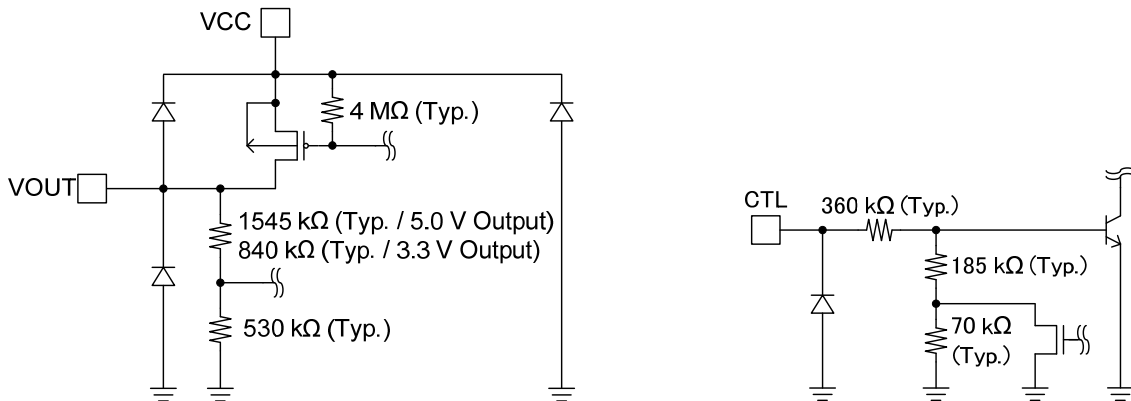 VCC
4 MΩ (Typ.)
VOUT
1545 kΩ (Typ. / 5.0 V Output)
840 kΩ (Typ. / 3.3 V Output)
530 kΩ (Typ.)
CTL
360 kΩ (Typ.)
185 kΩ (Typ.)
70 kΩ
(Typ.)